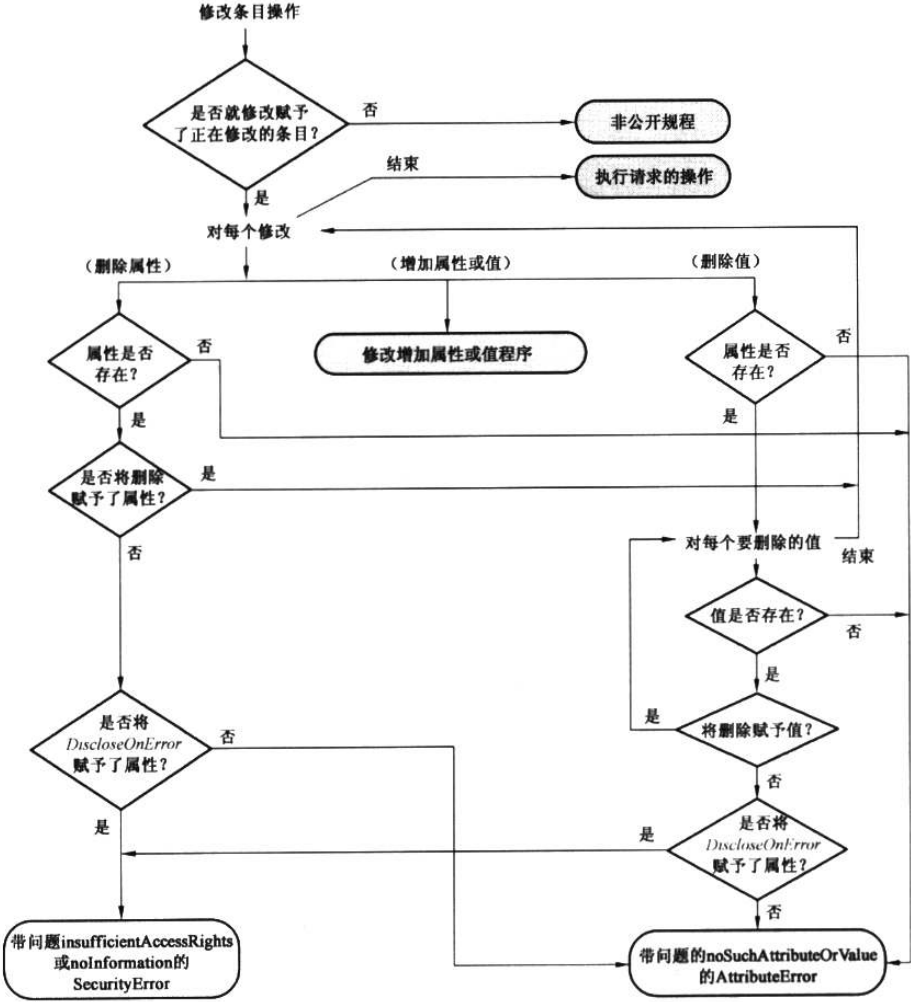 修改条目操作
是否就修改赋予
了正在修改的条目？
否
非公开规程
结束
执行请求的操作
是
对每个修改
（删除属性）
（增加属性或值）
（删除值）
属性是否
存在？
否
修改增加属性或值程序
属性是否
存在？
否
是
是
是否将删除
赋予了属性？
是
否
对每个要删除的值
结束
值是否存在？
否
是
是否将
DiscloseOnError
赋予了属性？
否
是
将删除赋予值？
否
是
是
是否将
DiscloseOnError
赋予了属性？
否
带问题insufficientAccessRights
或noInformation的
SecurityError
带问题的noSuchAttributeOrValue
的AttributeError